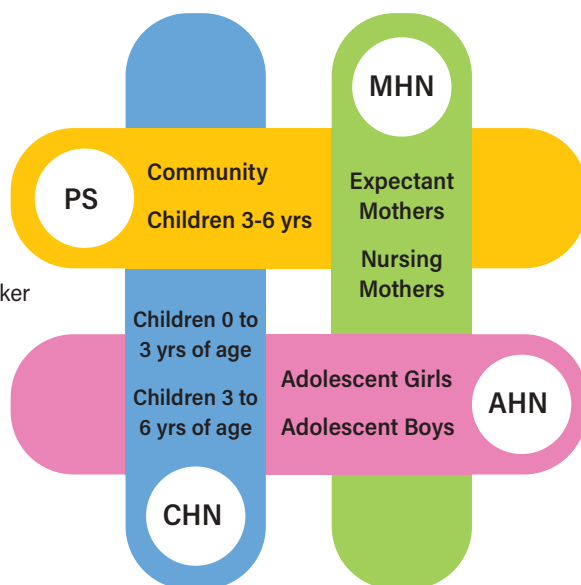 MHN
PS
Community
Children 3-6 yrs
Expectant
Mothers
Nursing
Mothers
ker
Children 0 to
3 yrs of age
Children 3 to
6 yrs of age
Adolescent Girls
Adolescent Boys
AHN
CHN